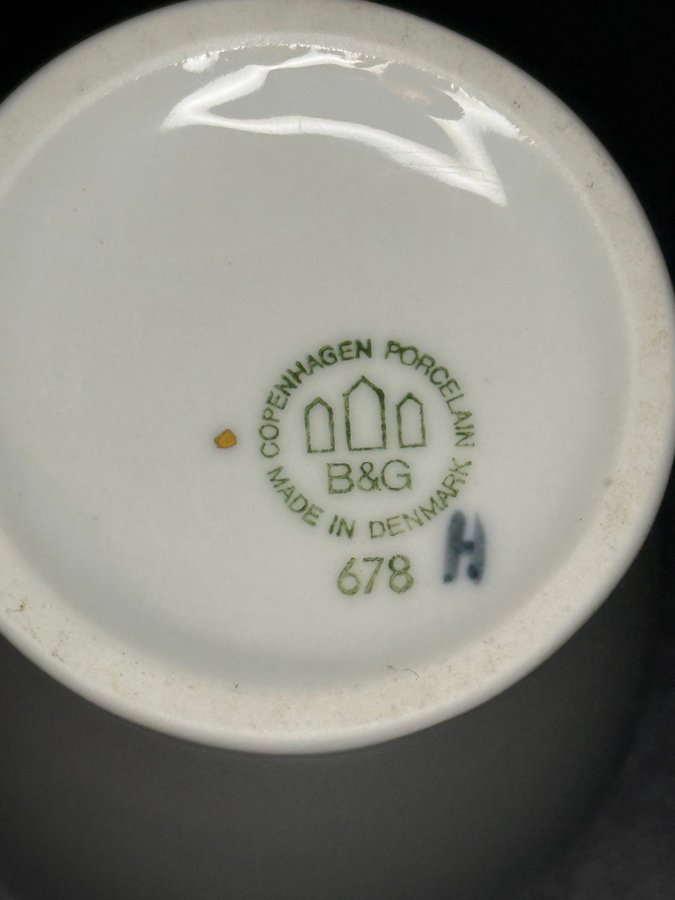 COPENHAGEN PORCELAIN
B&G
MADE IN DENMARK
678 H